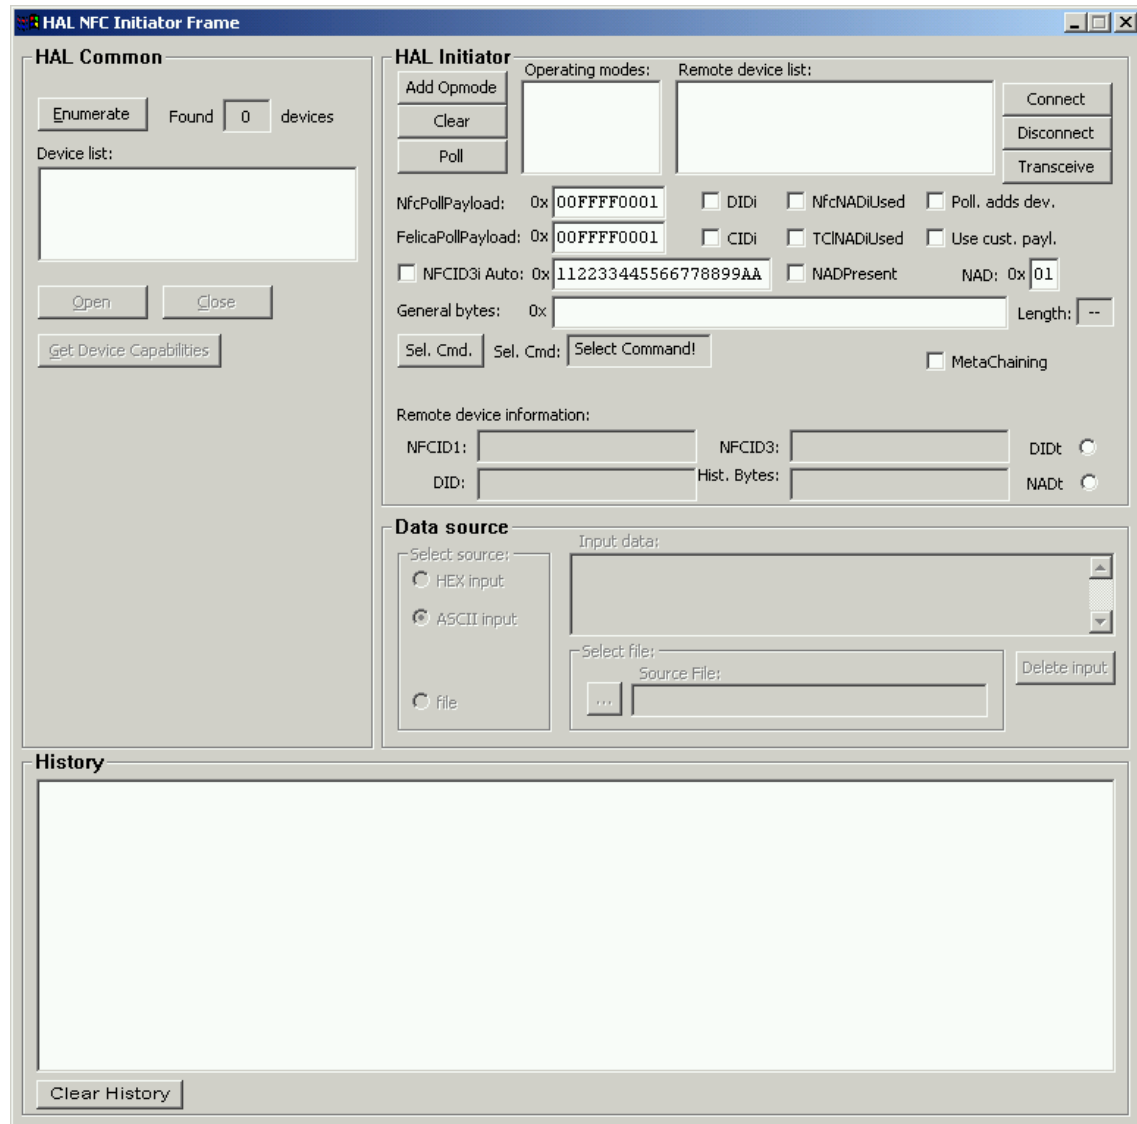 HAL NFC Initiator Frame
HAL Common
Enumerate Found 0 devices
Device list:
Open Close
Get Device Capabilities
HAL Initiator
Add Opmode
Clear
Poll
Operating modes:
Remote device list:
Connect
Disconnect
Transceive
NfcPollPayload: 0x 00FFFF0001 DIDi NfcNADiUsed Poll. adds dev.
FelicaPollPayload: 0x 00FFFF0001 CIDi TClNADiUsed Use cust. payl.
NFCID3i Auto: 0x 112233445566778899AA NADPresent NAD: 0x 01
General bytes: 0x Length: --
Sel. Cmd. Sel. Cmd: Select Command! MetaChaining
Remote device information:
NFCID1: NFCID3: DIDt
DID: Hist. Bytes: NADt
Data source
Select source:
HEX input
ASCII input
file
Input data:
Select file:
Source File:
...
Delete input
History
Clear History